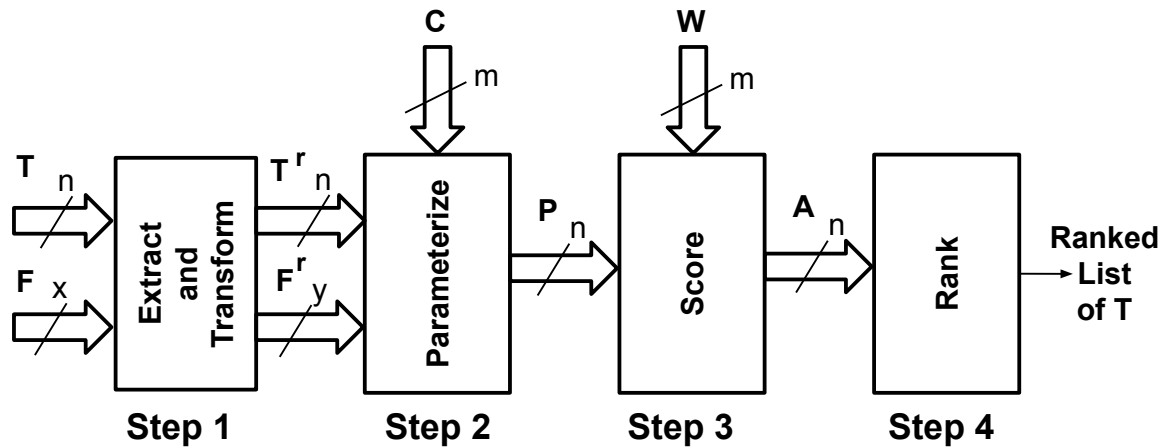 C
W
m
m
T
n
T r
n
F
x
F r
y
P
n
A
n
Extract
and
Transform
Parameterize
Score
Rank
Ranked
List
of T
Step 1
Step 2
Step 3
Step 4